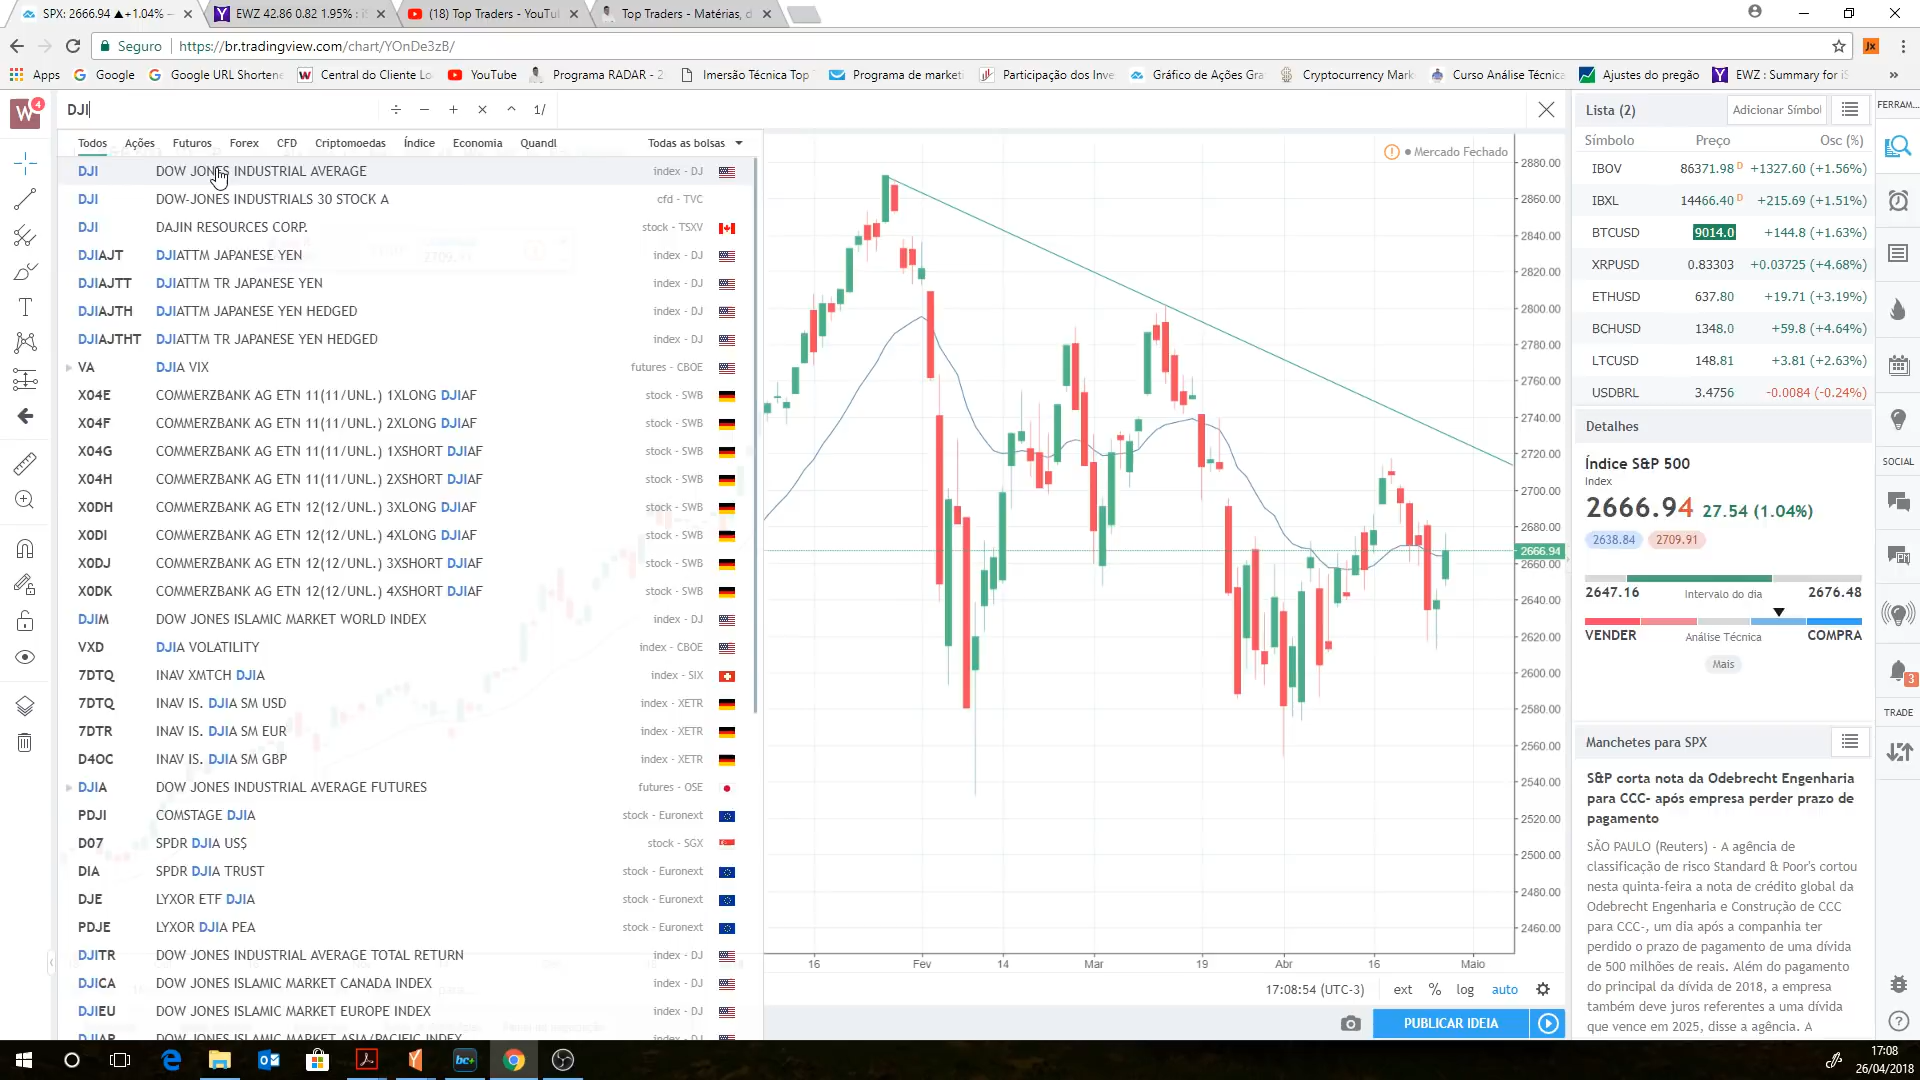 SPX: 2666.94 ▲+1.04% ~
EWZ 42.86 0.82 1.95% : iS
(18) Top Traders - YouTu
Top Traders - Matérias, d
Seguro
https://br.tradingview.com/chart/YOnDe3zB/
Apps
Google
Google URL Shortene
Central do Cliente Lo
YouTube
Programa RADAR - 2
Imersão Técnica Top
Programa de market
Participação dos Inve
Gráfico de Ações Gra
Cryptocurrency Mark
Curso Análise Técnica
Ajustes do pregão
EWZ : Summary for iS
DJI
÷ − + × ^ 1/
Todos Ações Futuros Forex CFD Criptomoedas Índice Economia Quandl Todas as bolsas
DJI DOW JONES INDUSTRIAL AVERAGE index - DJ
DJI DOW-JONES INDUSTRIALS 30 STOCK A cfd - TVC
DJI DAJIN RESOURCES CORP. stock - TSXV
DJIAJT DJIATTM JAPANESE YEN index - DJ
DJIAJTT DJIATTM TR JAPANESE YEN index - DJ
DJIAJTH DJIATTM JAPANESE YEN HEDGED index - DJ
DJIAJTHT DJIATTM TR JAPANESE YEN HEDGED index - DJ
VA DJIA VIX futures - CBOE
X04E COMMERZBANK AG ETN 11(11/UNL.) 1XLONG DJIAF stock - SWB
X04F COMMERZBANK AG ETN 11(11/UNL.) 2XLONG DJIAF stock - SWB
X04G COMMERZBANK AG ETN 11(11/UNL.) 1XSHORT DJIAF stock - SWB
X04H COMMERZBANK AG ETN 11(11/UNL.) 2XSHORT DJIAF stock - SWB
X0DH COMMERZBANK AG ETN 12(12/UNL.) 3XLONG DJIAF stock - SWB
X0DI COMMERZBANK AG ETN 12(12/UNL.) 4XLONG DJIAF stock - SWB
X0DJ COMMERZBANK AG ETN 12(12/UNL.) 3XSHORT DJIAF stock - SWB
X0DK COMMERZBANK AG ETN 12(12/UNL.) 4XSHORT DJIAF stock - SWB
DJIM DOW JONES ISLAMIC MARKET WORLD INDEX index - DJ
VXD DJIA VOLATILITY index - CBOE
7DTQ INAV XMTCH DJIA index - SIX
7DTQ INAV IS. DJIA SM USD index - XETR
7DTR INAV IS. DJIA SM EUR index - XETR
D4OC INAV IS. DJIA SM GBP index - XETR
DJIA DOW JONES INDUSTRIAL AVERAGE FUTURES futures - OSE
PDJI COMSTAGE DJIA stock - Euronext
D07 SPDR DJIA US$ stock - SGX
DIA SPDR DJIA TRUST stock - Euronext
DJE LYXOR ETF DJIA stock - Euronext
PDJE LYXOR DJIA PEA stock - Euronext
DJITR DOW JONES INDUSTRIAL AVERAGE TOTAL RETURN index - DJ
DJICA DOW JONES ISLAMIC MARKET CANADA INDEX index - DJ
DJIEU DOW JONES ISLAMIC MARKET EUROPE INDEX index - DJ
DJIAP DOW JONES ISLAMIC MARKET ASIA/PACIFIC INDEX index - DJ
Mercado Fechado
2880.00
2860.00
2840.00
2820.00
2800.00
2780.00
2760.00
2740.00
2720.00
2700.00
2680.00
2666.94
2660.00
2640.00
2620.00
2600.00
2580.00
2560.00
2540.00
2520.00
2500.00
2480.00
2460.00
16 Fev 14 Mar 19 Abr 16 Maio
17:08:54 (UTC-3) ext % log auto
PUBLICAR IDEIA
Lista (2)
Adicionar Símbol
Símbolo Preço Osc (%)
IBOV 86371.98 D +1327.60 (+1.56%)
IBXL 14466.40 D +215.69 (+1.51%)
BTCUSD 9014.0 +144.8 (+1.63%)
XRPUSD 0.83303 +0.03725 (+4.68%)
ETHUSD 637.80 +19.71 (+3.19%)
BCHUSD 1348.0 +59.8 (+4.64%)
LTCUSD 148.81 +3.81 (+2.63%)
USDBRL 3.4756 -0.0084 (-0.24%)
Detalhes
Índice S&P 500
Index
2666.94 27.54 (1.04%)
2638.84 2709.91
2647.16 Intervalo do dia 2676.48
VENDER Análise Técnica COMPRA
Mais
Manchetes para SPX
S&P corta nota da Odebrecht Engenharia
para CCC- após empresa perder prazo de
pagamento
SÃO PAULO (Reuters) - A agência de
classificação de risco Standard & Poor's cortou
nesta quinta-feira a nota de crédito global da
Odebrecht Engenharia e Construção de CCC
para CCC-, um dia após a companhia ter
perdido o prazo de pagamento de uma dívida
de 500 milhões de reais. Além do pagamento
do principal da dívida de 2018, a empresa
também deve juros referentes a uma dívida
que vence em 2025, disse a agência. A
FERRAM...
SOCIAL
3
TRADE
W
4
Jx
bc+
17:08
26/04/2018